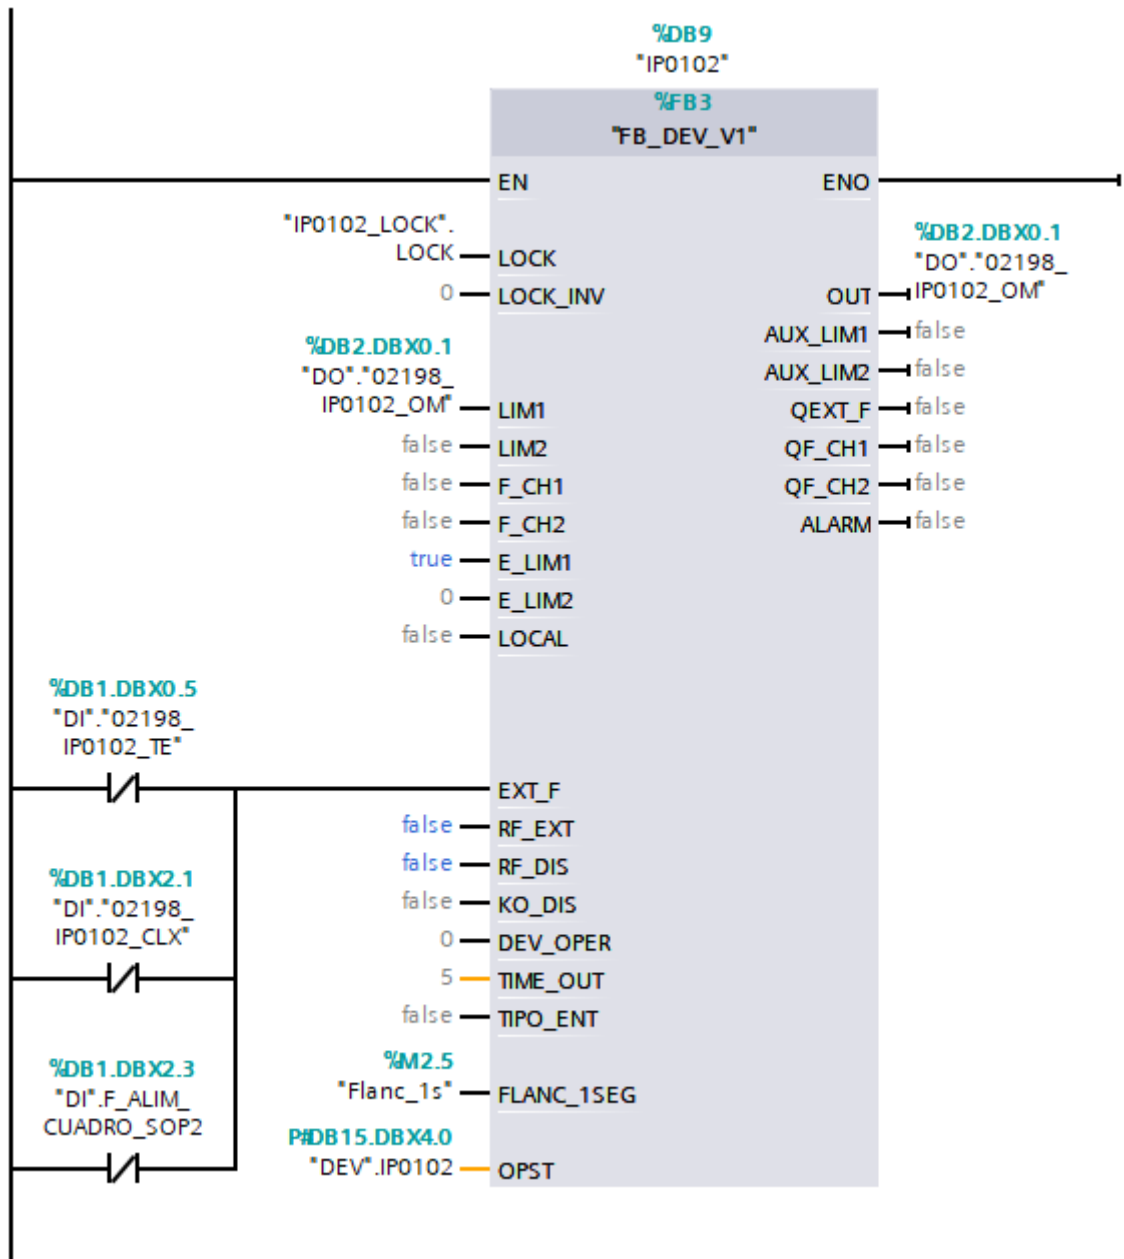 %DB9
"IP0102"
%FB3
"FB_DEV_V1"
EN
ENO
"IP0102_LOCK".
LOCK
LOCK
0
LOCK_INV
%DB2.DBX0.1
"DO"."02198_
IP0102_OM"
OUT
AUX_LIM1
false
%DB2.DBX0.1
"DO"."02198_
IP0102_OM"
LIM1
AUX_LIM2
false
QEXT_F
false
false
LIM2
QF_CH1
false
false
F_CH1
QF_CH2
false
false
F_CH2
ALARM
false
true
E_LIM1
0
E_LIM2
false
LOCAL
%DB1.DBX0.5
"DI"."02198_
IP0102_TE"
EXT_F
false
RF_EXT
false
RF_DIS
%DB1.DBX2.1
"DI"."02198_
IP0102_CLX"
false
KO_DIS
0
DEV_OPER
5
TIME_OUT
false
TIPO_ENT
%DB1.DBX2.3
"DI".F_ALIM_
CUADRO_SOP2
%M2.5
"Flanc_1s"
FLANC_1SEG
P#DB15.DBX4.0
"DEV".IP0102
OPST